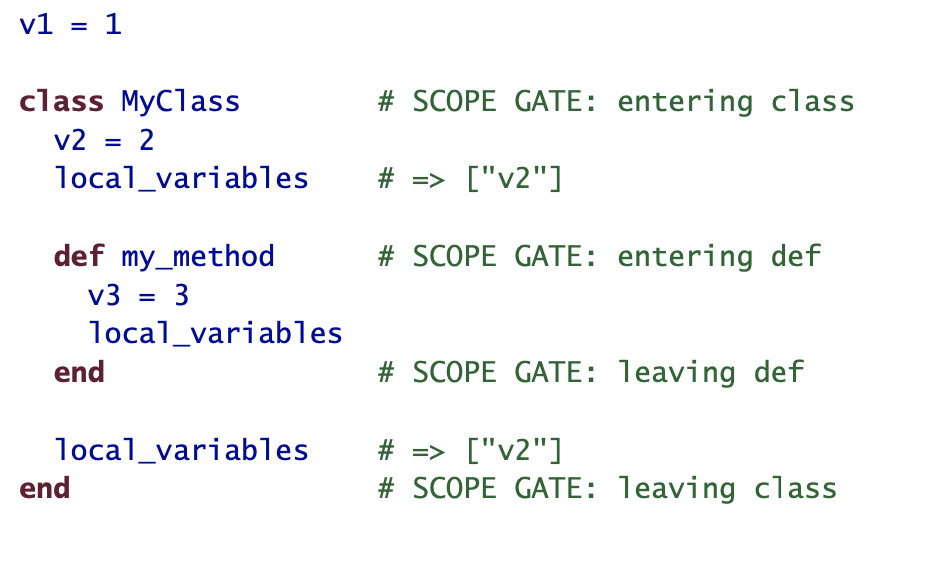 v1 = 1
class MyClass # SCOPE GATE: entering class
v2 = 2
local_variables # => ["v2"]
def my_method # SCOPE GATE: entering def
v3 = 3
local_variables
end # SCOPE GATE: leaving def
local_variables # => ["v2"]
end # SCOPE GATE: leaving class